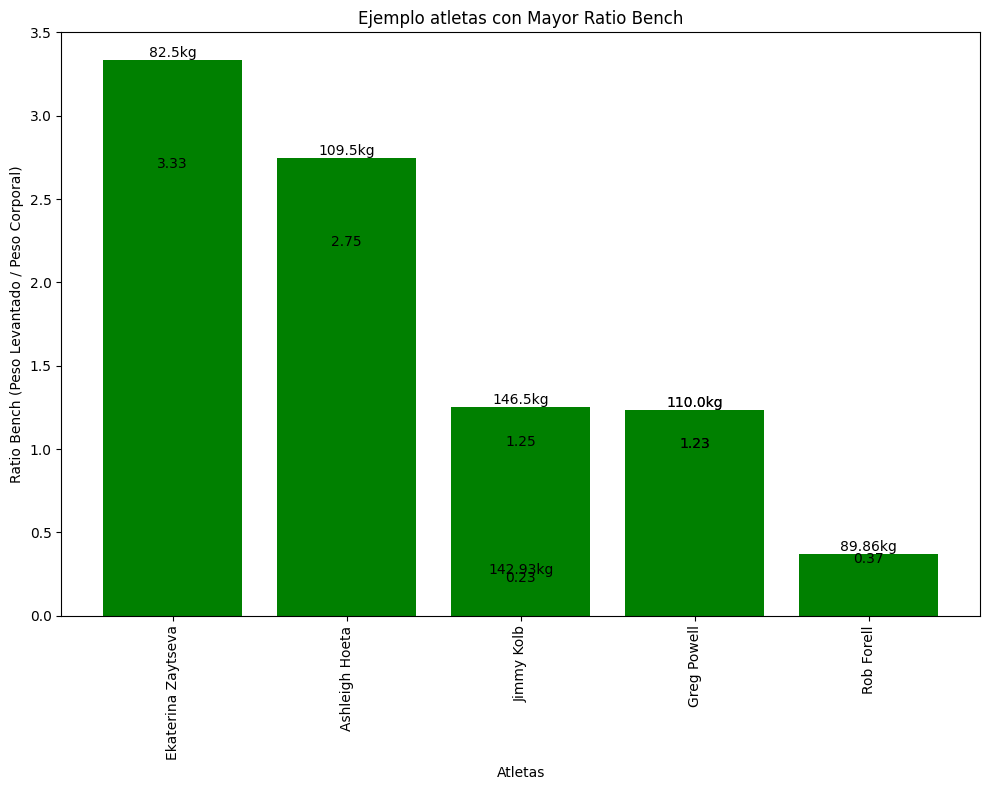 Ejemplo atletas con Mayor Ratio Bench
Ratio Bench (Peso Levantado / Peso Corporal)
3.5
3.0
2.5
2.0
1.5
1.0
0.5
0.0
82.5kg
3.33
109.5kg
2.75
146.5kg
1.25
142.93kg
0.23
110.0kg
1.23
89.86kg
0.37
Ekaterina Zaytseva
Ashleigh Hoeta
Jimmy Kolb
Greg Powell
Rob Forell
Atletas